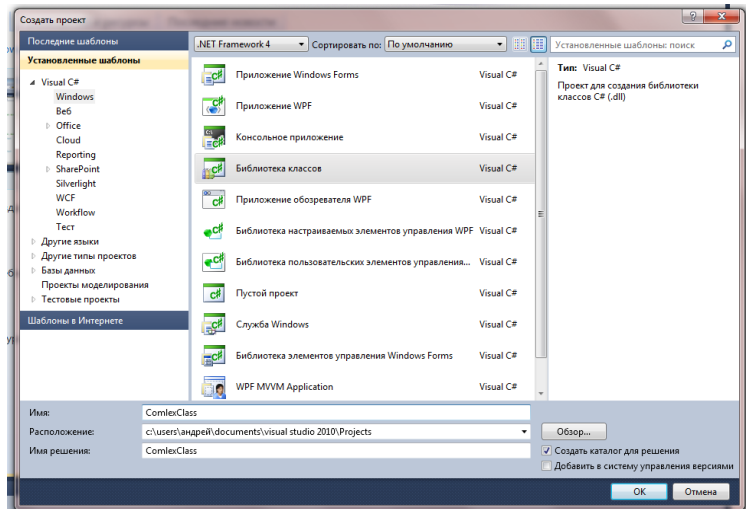 Создать проект
Последние шаблоны
.NET Framework 4
Сортировать по:
По умолчанию
Установленные шаблоны: поиск
Установленные шаблоны
Visual C#
Windows
Веб
Office
Cloud
Reporting
SharePoint
Silverlight
WCF
Workflow
Тест
Другие языки
Другие типы проектов
Базы данных
Проекты моделирования
Тестовые проекты
Шаблоны в Интернете
Приложение Windows Forms Visual C#
Приложение WPF Visual C#
Консольное приложение Visual C#
Библиотека классов Visual C#
Приложение обозревателя WPF Visual C#
Библиотека настраиваемых элементов управления WPF Visual C#
Библиотека пользовательских элементов управления... Visual C#
Пустой проект Visual C#
Служба Windows Visual C#
Библиотека элементов управления Windows Forms Visual C#
WPF MVVM Application Visual C#
Тип: Visual C#
Проект для создания библиотеки
классов C# (.dll)
Имя: ComlexClass
Расположение: c:\users\андрей\documents\visual studio 2010\Projects
Обзор...
Имя решения: ComlexClass
Создать каталог для решения
Добавить в систему управления версиями
OK
Отмена